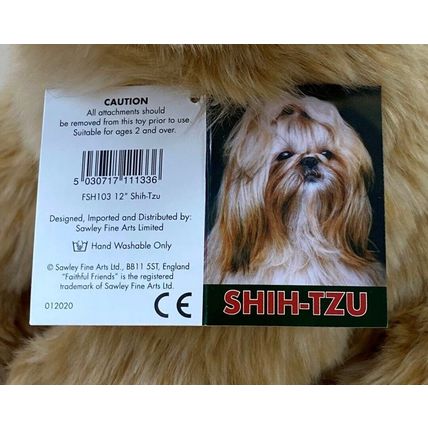 CAUTION
All attachments should
be removed from this toy prior to use
Suitable for ages 2 and over.
5 030717 111336
FSH103 12" Shih-Tzu
Designed, Imported and Distributed by:
Sawley Fine Arts Limited
Hand Washable Only
© Sawley Fine Arts Ltd., BB11 5ST, England
"Faithful Friends" is the registered
trademark of Sawley Fine Arts Ltd.
012020
CE
SHIH-TZU